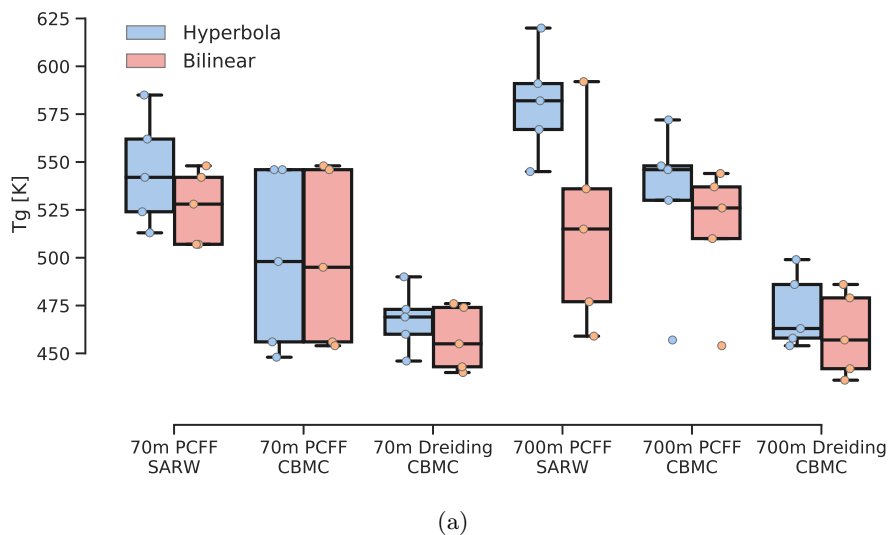 Hyperbola
Bilinear
Tg [K]
625
600
575
550
525
500
475
450
70m PCFF
SARW
70m PCFF
CBMC
70m Dreiding
CBMC
700m PCFF
SARW
700m PCFF
CBMC
700m Dreiding
CBMC
(a)